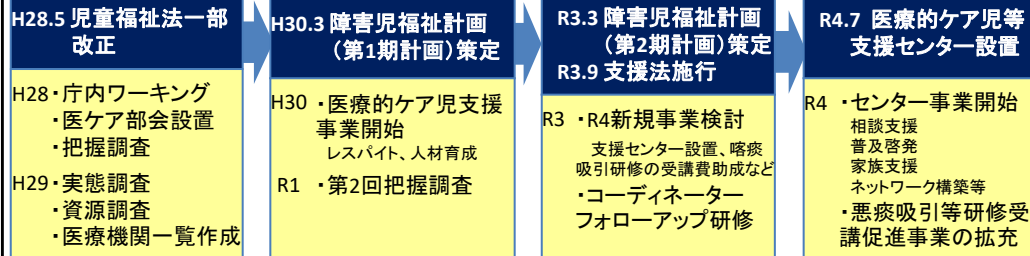 H28.5 児童福祉法一部
改正
H28・庁内ワーキング
・医ケア部会設置
・把握調査
H29・実態調査
・資源調査
・医療機関一覧作成
H30.3 障害児福祉計画
(第1期計画)策定
H30 ・医療的ケア児支援
事業開始
レスパイト、人材育成
R1 ・第2回把握調査
R3.3 障害児福祉計画
(第2期計画)策定
R3.9 支援法施行
R3 ・R4新規事業検討
支援センター設置、喀痰
吸引研修の受講費助成など
・コーディネーター
フォローアップ研修
R4.7 医療的ケア児等
支援センター設置
R4 ・センター事業開始
相談支援
普及啓発
家族支援
ネットワーク構築等
・悪痰吸引等研修受
講促進事業の拡充